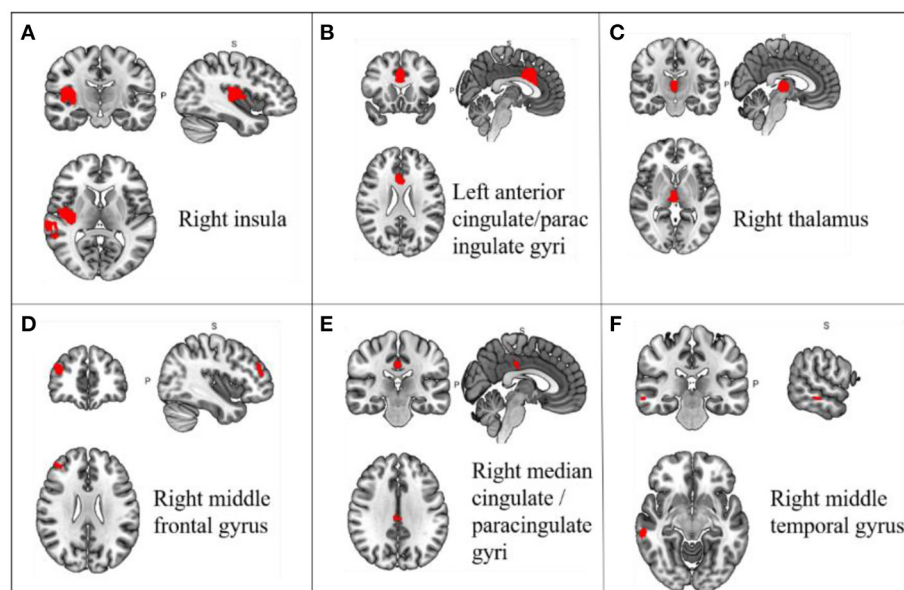 A
S
P
Right insula
B
S
P
Left anterior
cingulate/parac
ingulate gyri
C
S
P
Right thalamus
D
S
P
Right middle
frontal gyrus
E
S
P
Right median
cingulate /
paracingulate
gyri
F
S
P
Right middle
temporal gyrus